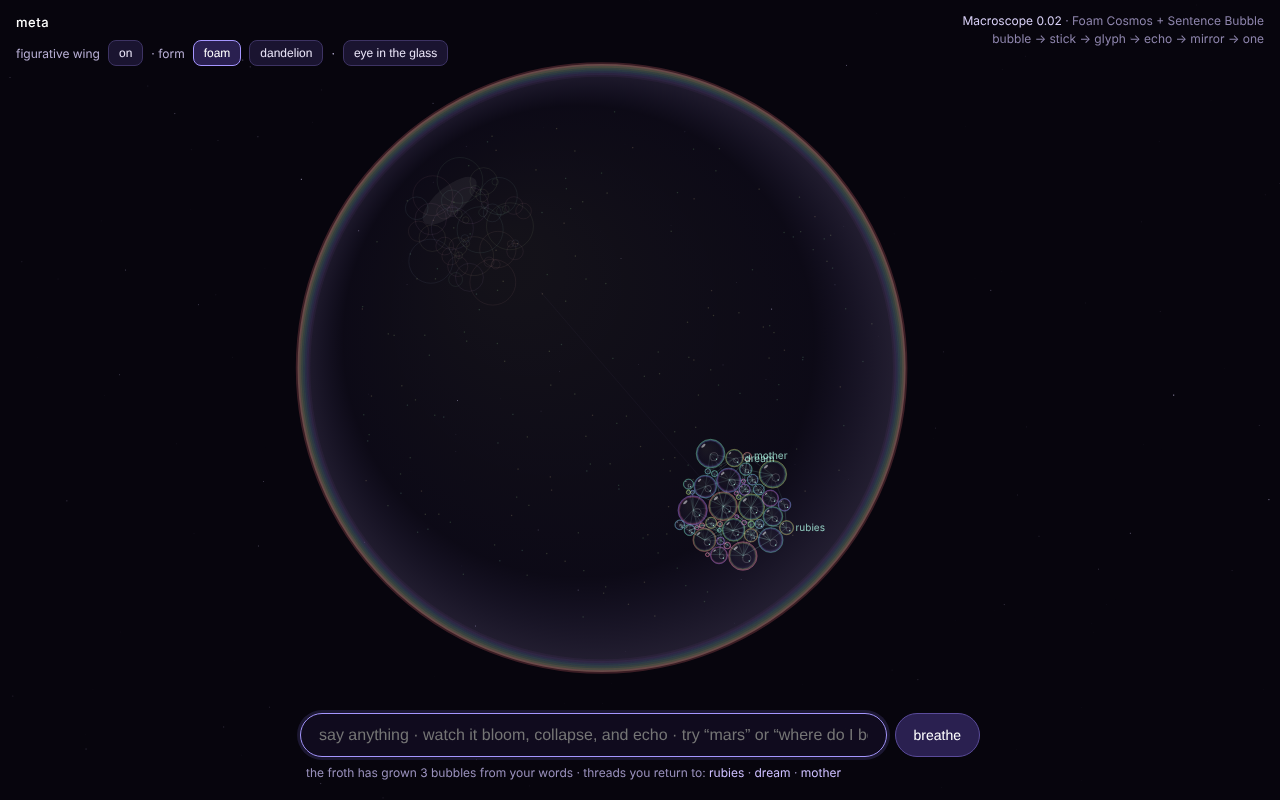 meta
figurative wing on · form foam dandelion · eye in the glass
Macroscope 0.02 · Foam Cosmos + Sentence Bubble
bubble → stick → glyph → echo → mirror → one
mother
dream
rubies
say anything · watch it bloom, collapse, and echo · try “mars” or “where do I b
breathe
the froth has grown 3 bubbles from your words · threads you return to: rubies · dream · mother